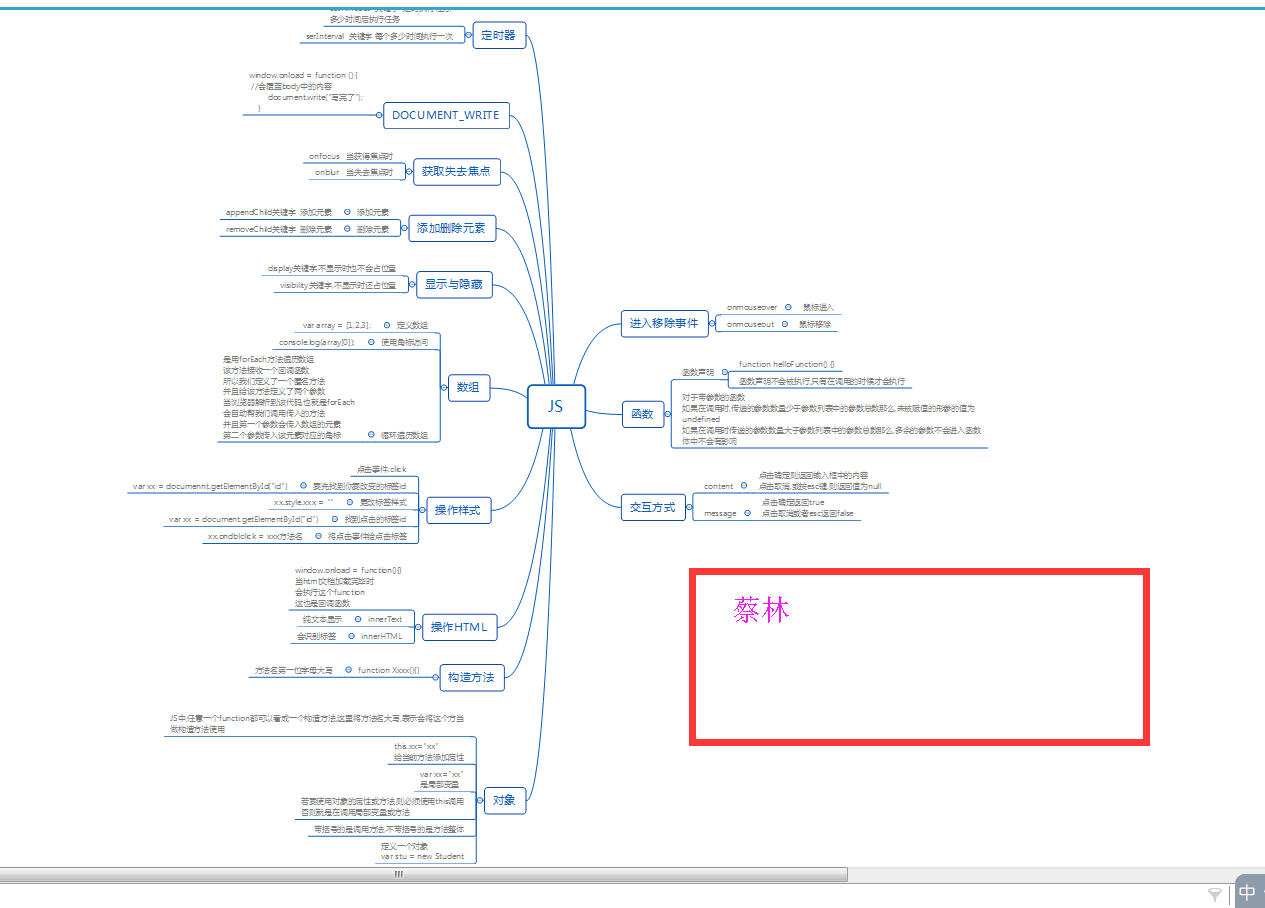 多少时间后执行任务
serInterval 关键字 每个多少时间执行一次
定时器
window.onload = function () {
//会覆盖body中的内容
document.write("写完了");
}
DOCUMENT_WRITE
onfocus 当获得焦点时
onblur 当失去焦点时
获取失去焦点
appendChild关键字 添加元素
添加元素
removeChild关键字 删除元素
删除元素
添加删除元素
display关键字,不显示时也不会占位置
visibility关键字,不显示时还占位置
显示与隐藏
var array = [1,2,3];
定义数组
console.log(array[0]);
使用角标访问
是用forEach方法遍历数组
该方法接收一个回调函数
所以我们定义了一个匿名方法
并且给该方法定义了两个参数
当浏览器解析到该代码也就是forEach
会自动帮我们调用传入的方法
并且第一个参数会传入数组的元素
第二个参数传入该元素对应的角标
循环遍历数组
数组
点击事件.click
var xx = documennt.getElementById("id")
要先找到你要改变的标签id
xx.style.xxx = ""
更改标签样式
var xx = document.getElementById("id")
找到点击的标签id
xx.ondblclick = xxx方法名
将点击事件给点击标签
操作样式
window.onload = function(){}
当html文档加载完毕时
会执行这个function
这也是回调函数
纯文本显示
innerText
会识别标签
innerHTML
操作HTML
方法名第一位字母大写
function Xxxx(){}
构造方法
JS中,任意一个function都可以看成一个构造方法,这里将方法名大写,表示会将这个方当
做构造方法使用
this.xx="xx"
给当前方法添加属性
var xx="xx"
是局部变量
若要使用对象的属性或方法,则必须使用this调用
否则就是在调用局部变量或方法
带括号的是调用方法,不带括号的是方法整体
定义一个对象
var stu = new Student
对象
JS
进入移除事件
onmouseover
鼠标进入
onmouseout
鼠标移除
函数
函数声明
function helloFunction() {}
函数声明不会被执行,只有在调用的时候才会执行
对于有参数的函数
如果在调用时,传递的参数数量少于参数列表中的参数总数那么,未被赋值的形参的值为
undefined
如果在调用时传递的参数数量大于参数列表中的参数总数那么,多余的参数不会进入函数
体中不会有影响
交互方式
content
点击确定则返回输入框中的内容
点击取消,或按esc键,则返回值为null
message
点击确定返回true
点击取消或者esc返回false
蔡林
中